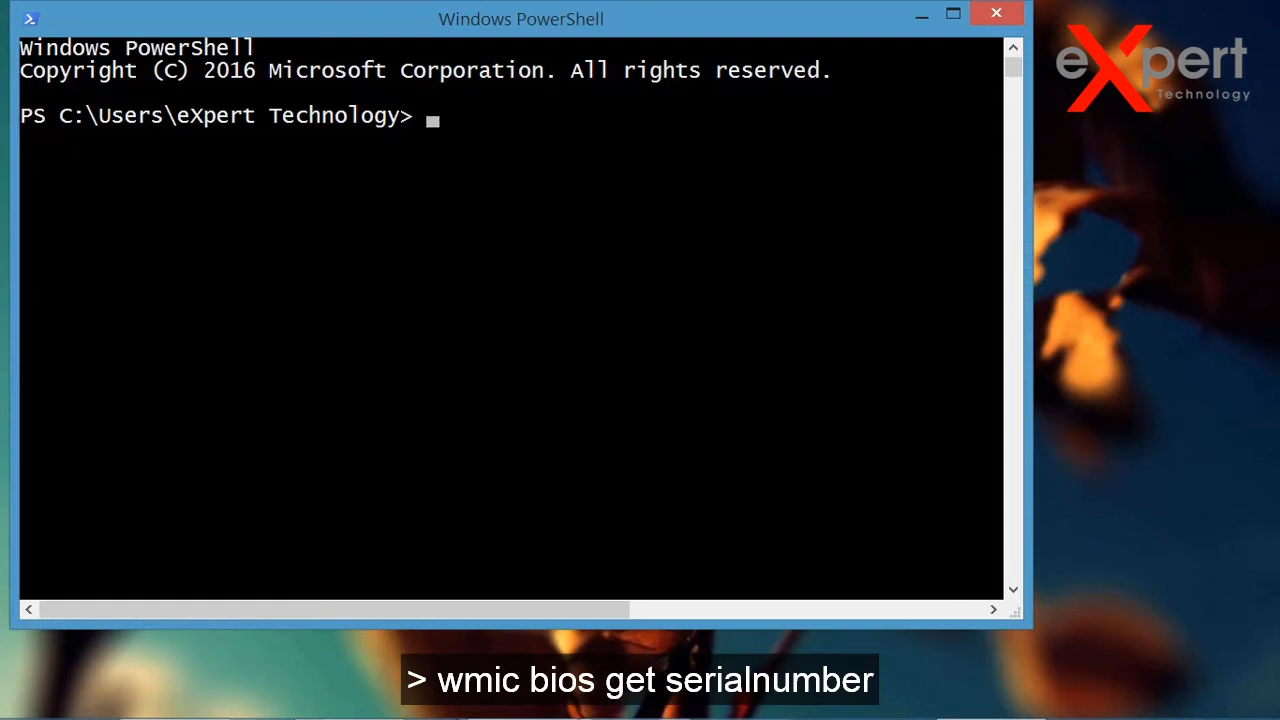 Windows PowerShell
eXpert
Technology
Windows PowerShell
Copyright (C) 2016 Microsoft Corporation. All rights reserved.
PS C:\Users\eXpert Technology>
> wmic bios get serialnumber